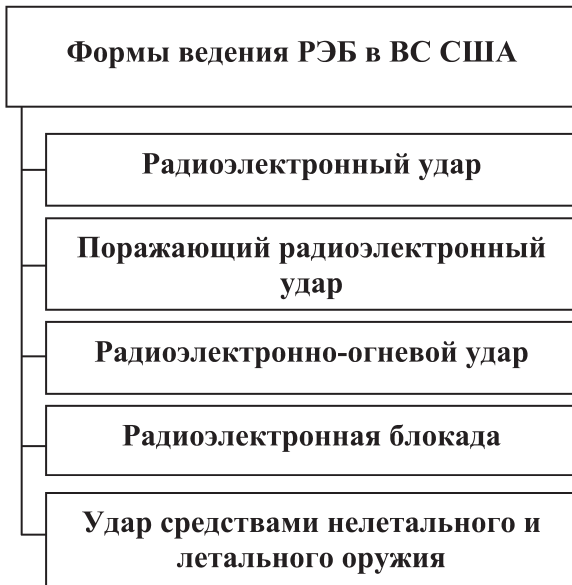 Формы ведения РЭБ в ВС США
Радиоэлектронный удар
Поражающий радиоэлектронный
удар
Радиоэлектронно-огневой удар
Радиоэлектронная блокада
Удар средствами нелетального и
летального оружия